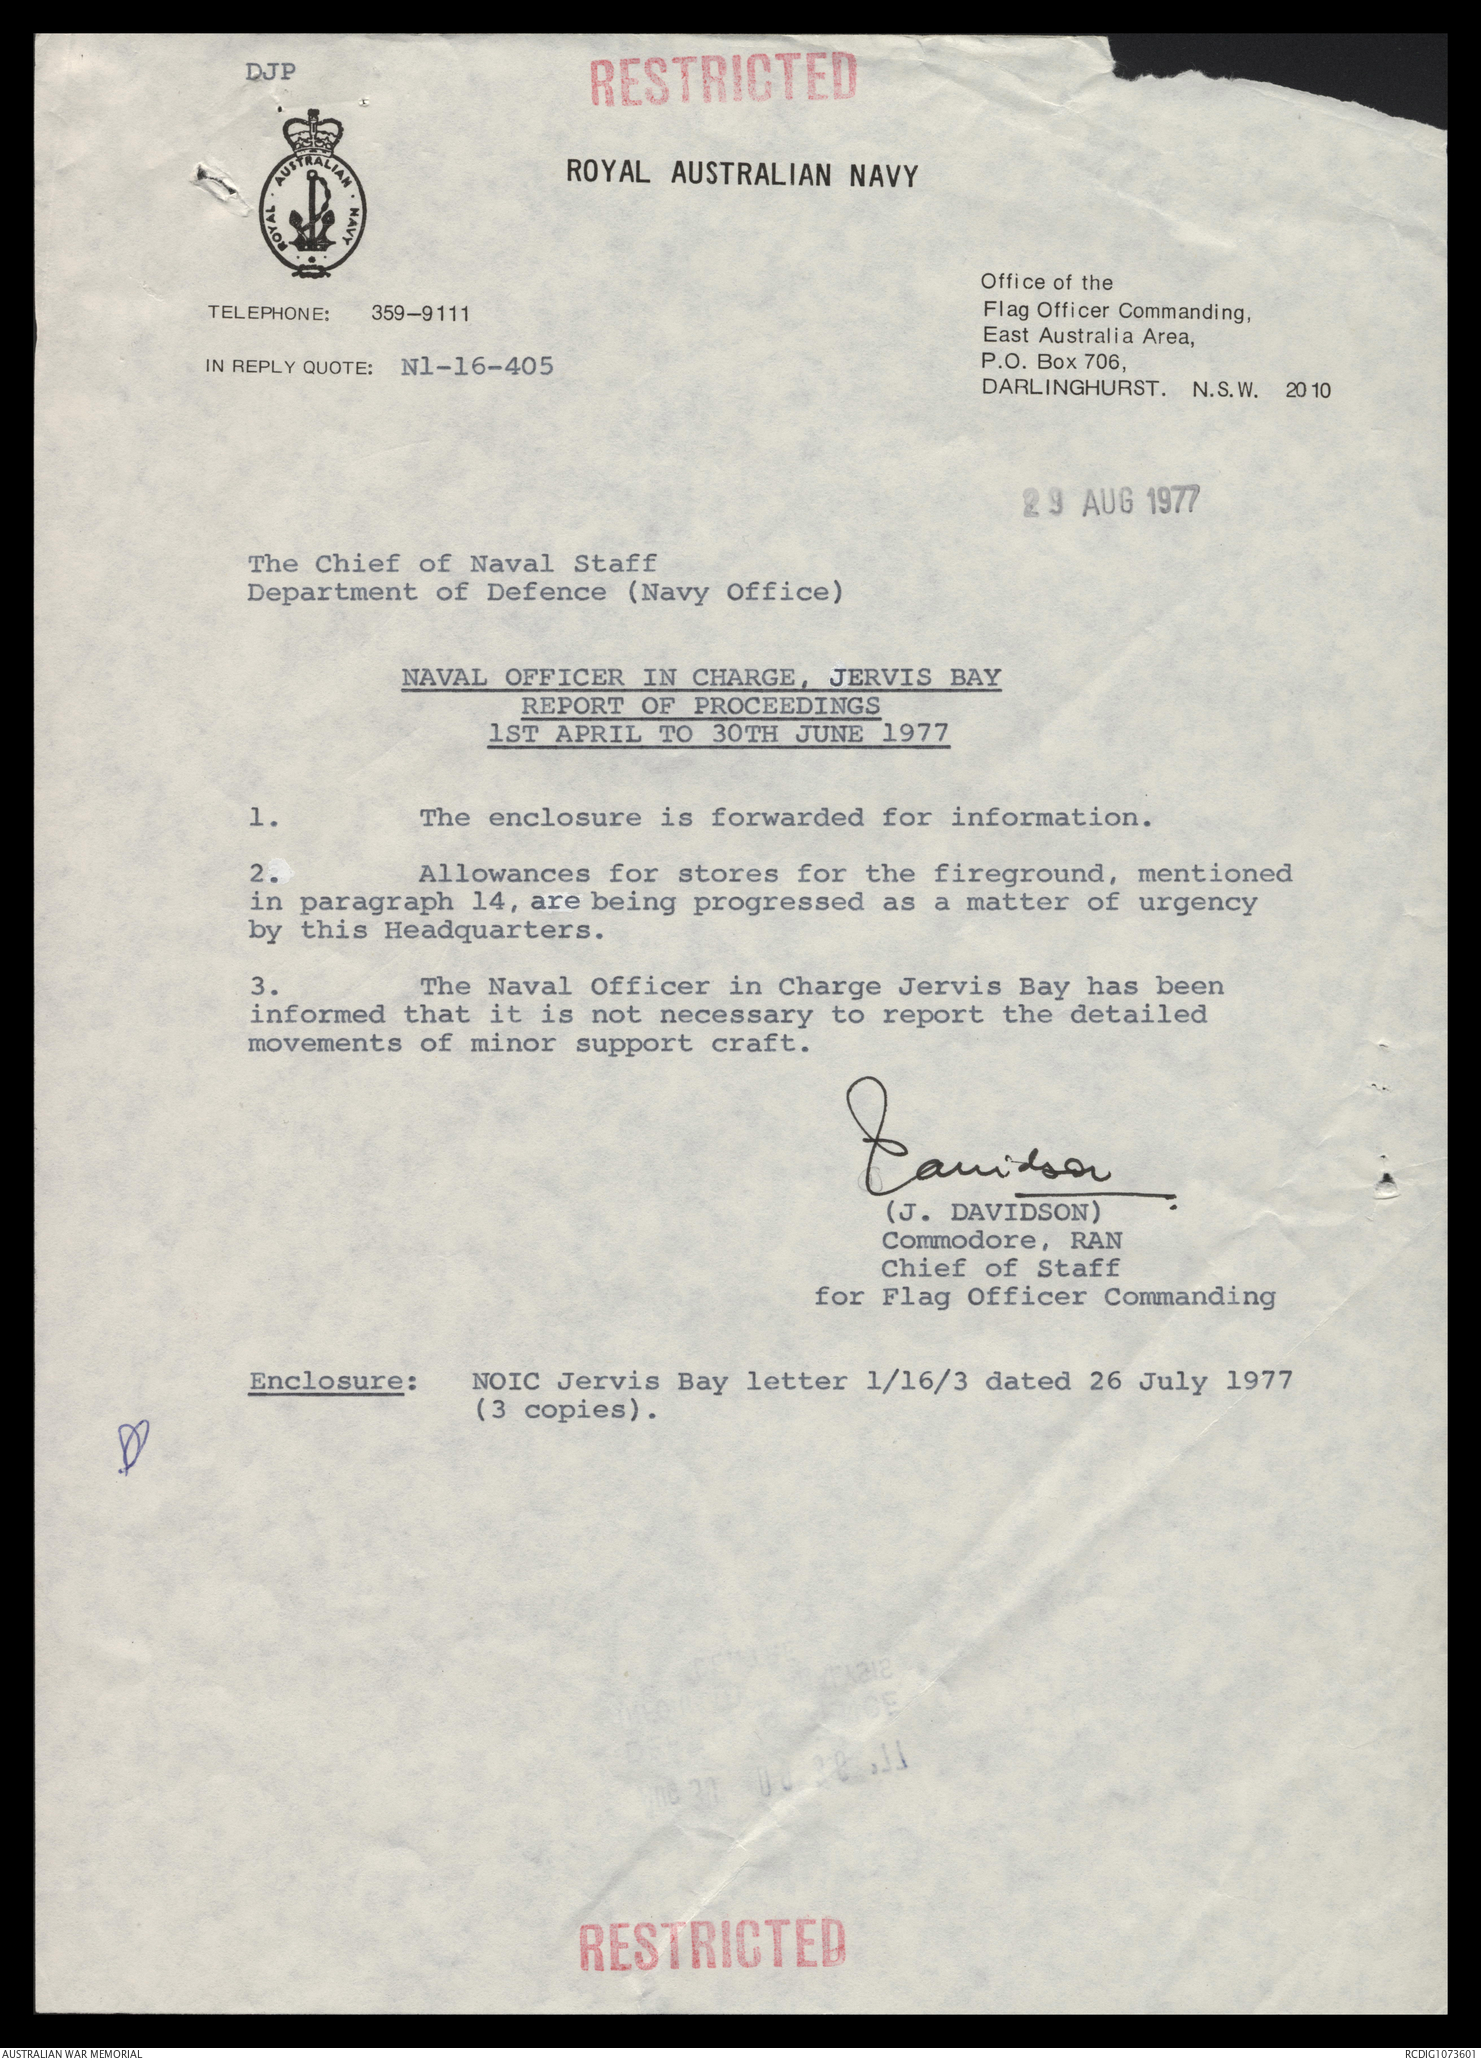 DJP
RESTRICTED
ROYAL AUSTRALIAN NAVY
ROYAL AUSTRALIAN NAVY
TELEPHONE: 359-9111
IN REPLY QUOTE: N1-16-405
Office of the
Flag Officer Commanding,
East Australia Area,
P.O. Box 706,
DARLINGHURST. N.S.W. 2010
29 AUG 1977
The Chief of Naval Staff
Department of Defence (Navy Office)
NAVAL OFFICER IN CHARGE, JERVIS BAY
REPORT OF PROCEEDINGS
1ST APRIL TO 30TH JUNE 1977
1. The enclosure is forwarded for information.
2. Allowances for stores for the fireground, mentioned
in paragraph 14, are being progressed as a matter of urgency
by this Headquarters.
3. The Naval Officer in Charge Jervis Bay has been
informed that it is not necessary to report the detailed
movements of minor support craft.
Davidson
(J. DAVIDSON)
Commodore, RAN
Chief of Staff
for Flag Officer Commanding
Enclosure: NOIC Jervis Bay letter 1/16/3 dated 26 July 1977
(3 copies).
RESTRICTED
AUSTRALIAN WAR MEMORIAL
RCDIG1073601